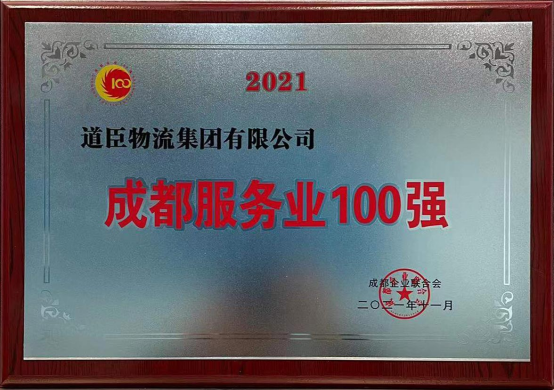 100
2021
道臣物流集团有限公司
成都服务业100强
成都企业联合会
二〇二一年十一月